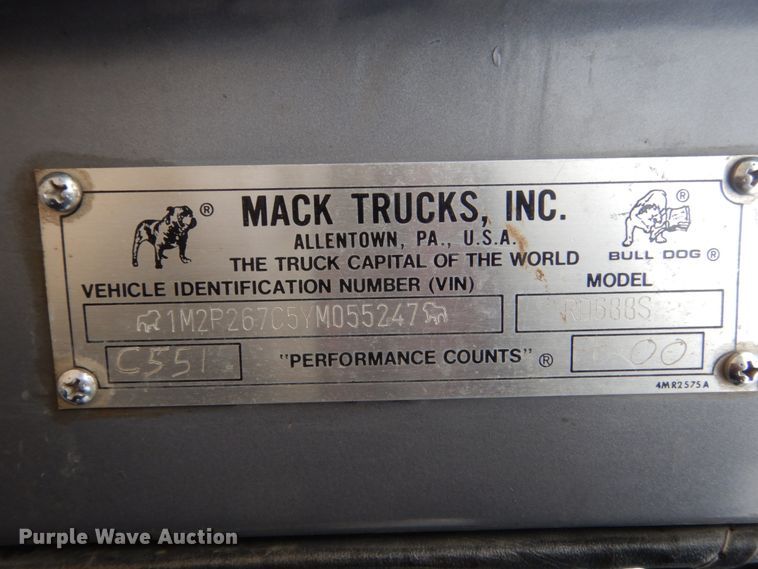 ® MACK TRUCKS, INC. ®
ALLENTOWN, PA., U.S.A.
THE TRUCK CAPITAL OF THE WORLD BULL DOG ®
VEHICLE IDENTIFICATION NUMBER (VIN) MODEL
1M2P267C5YM055247 RD688S
C551 "PERFORMANCE COUNTS" ® 00
4MR2575A
Purple Wave Auction